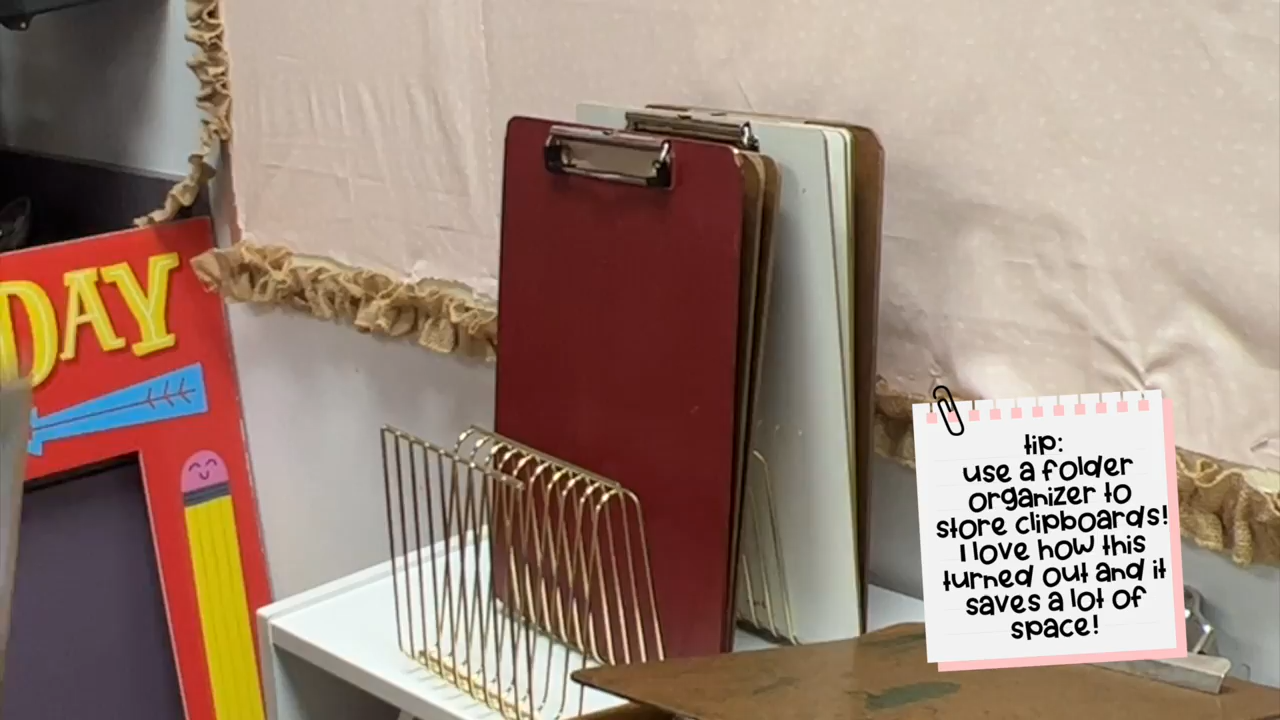 DAY
tip:
use a folder
organizer to
store clipboards!
I love how this
turned out and it
saves a lot of
space!